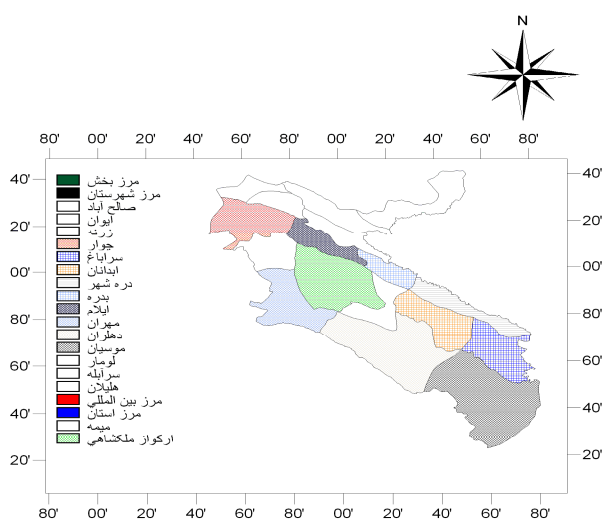 N
80' 00' 20' 40' 60' 80' 00' 20' 40' 60' 80'
40' 40'
20' 20'
00' 00'
80' 80'
60' 60'
40' 40'
20' 20'
مرز بخش
مرز شهرستان
صالح آباد
ایوان
زرنه
چوار
سراباغ
ابدانان
دره شهر
بدره
ایلام
مهران
دهلران
موسیان
لومار
سرآبله
هلیلان
مرز بین المللي
مرز استان
میمه
ارکواز ملکشاهي
80' 00' 20' 40' 60' 80' 00' 20' 40' 60' 80'